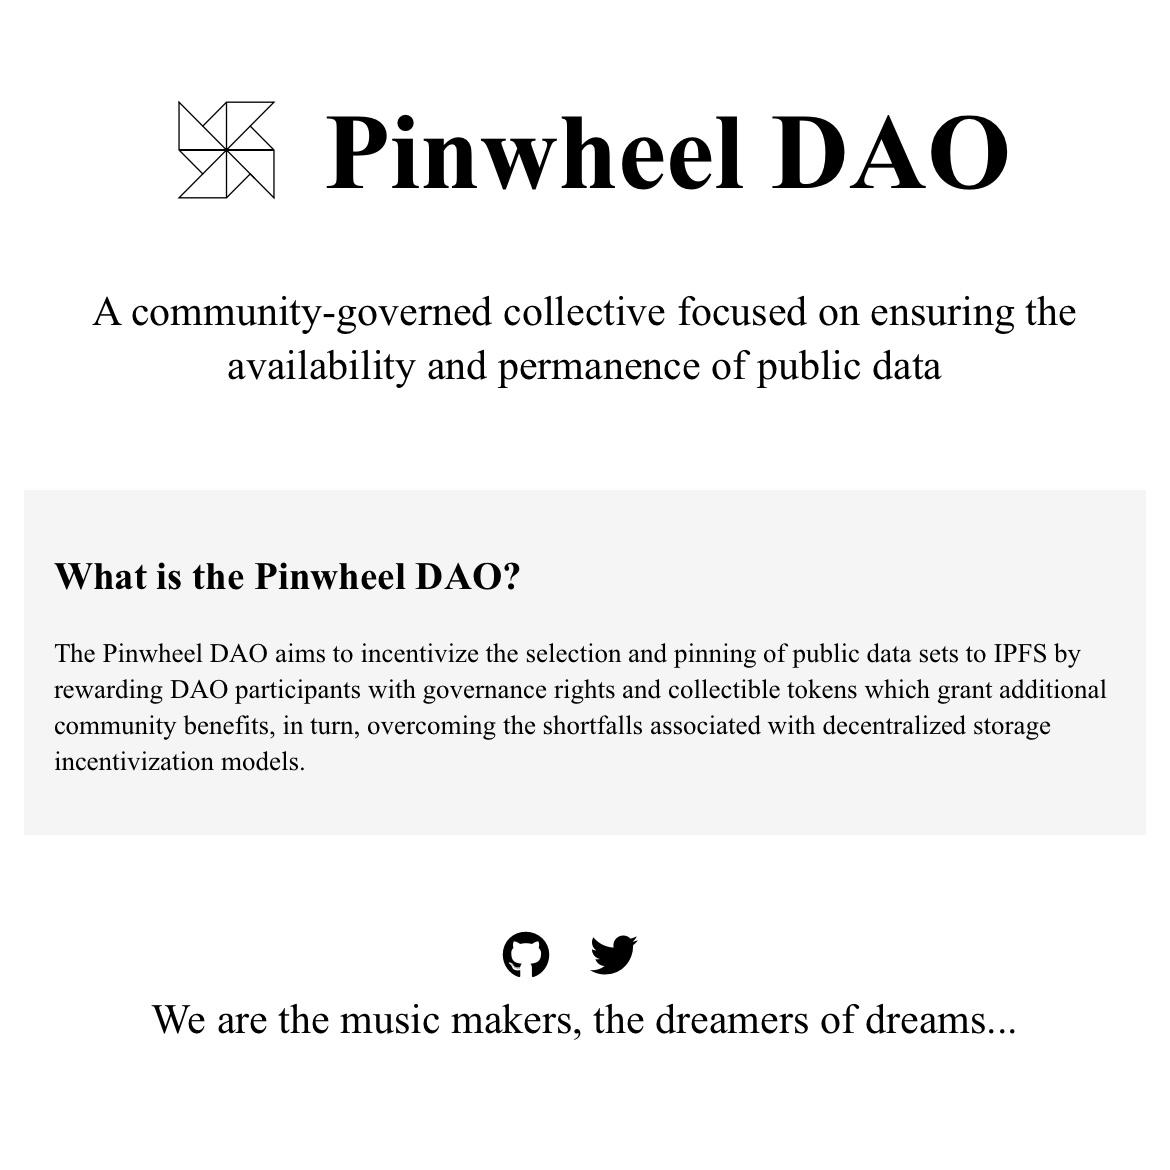 Pinwheel DAO
A community-governed collective focused on ensuring the
availability and permanence of public data
What is the Pinwheel DAO?
The Pinwheel DAO aims to incentivize the selection and pinning of public data sets to IPFS by
rewarding DAO participants with governance rights and collectible tokens which grant additional
community benefits, in turn, overcoming the shortfalls associated with decentralized storage
incentivization models.
We are the music makers, the dreamers of dreams...